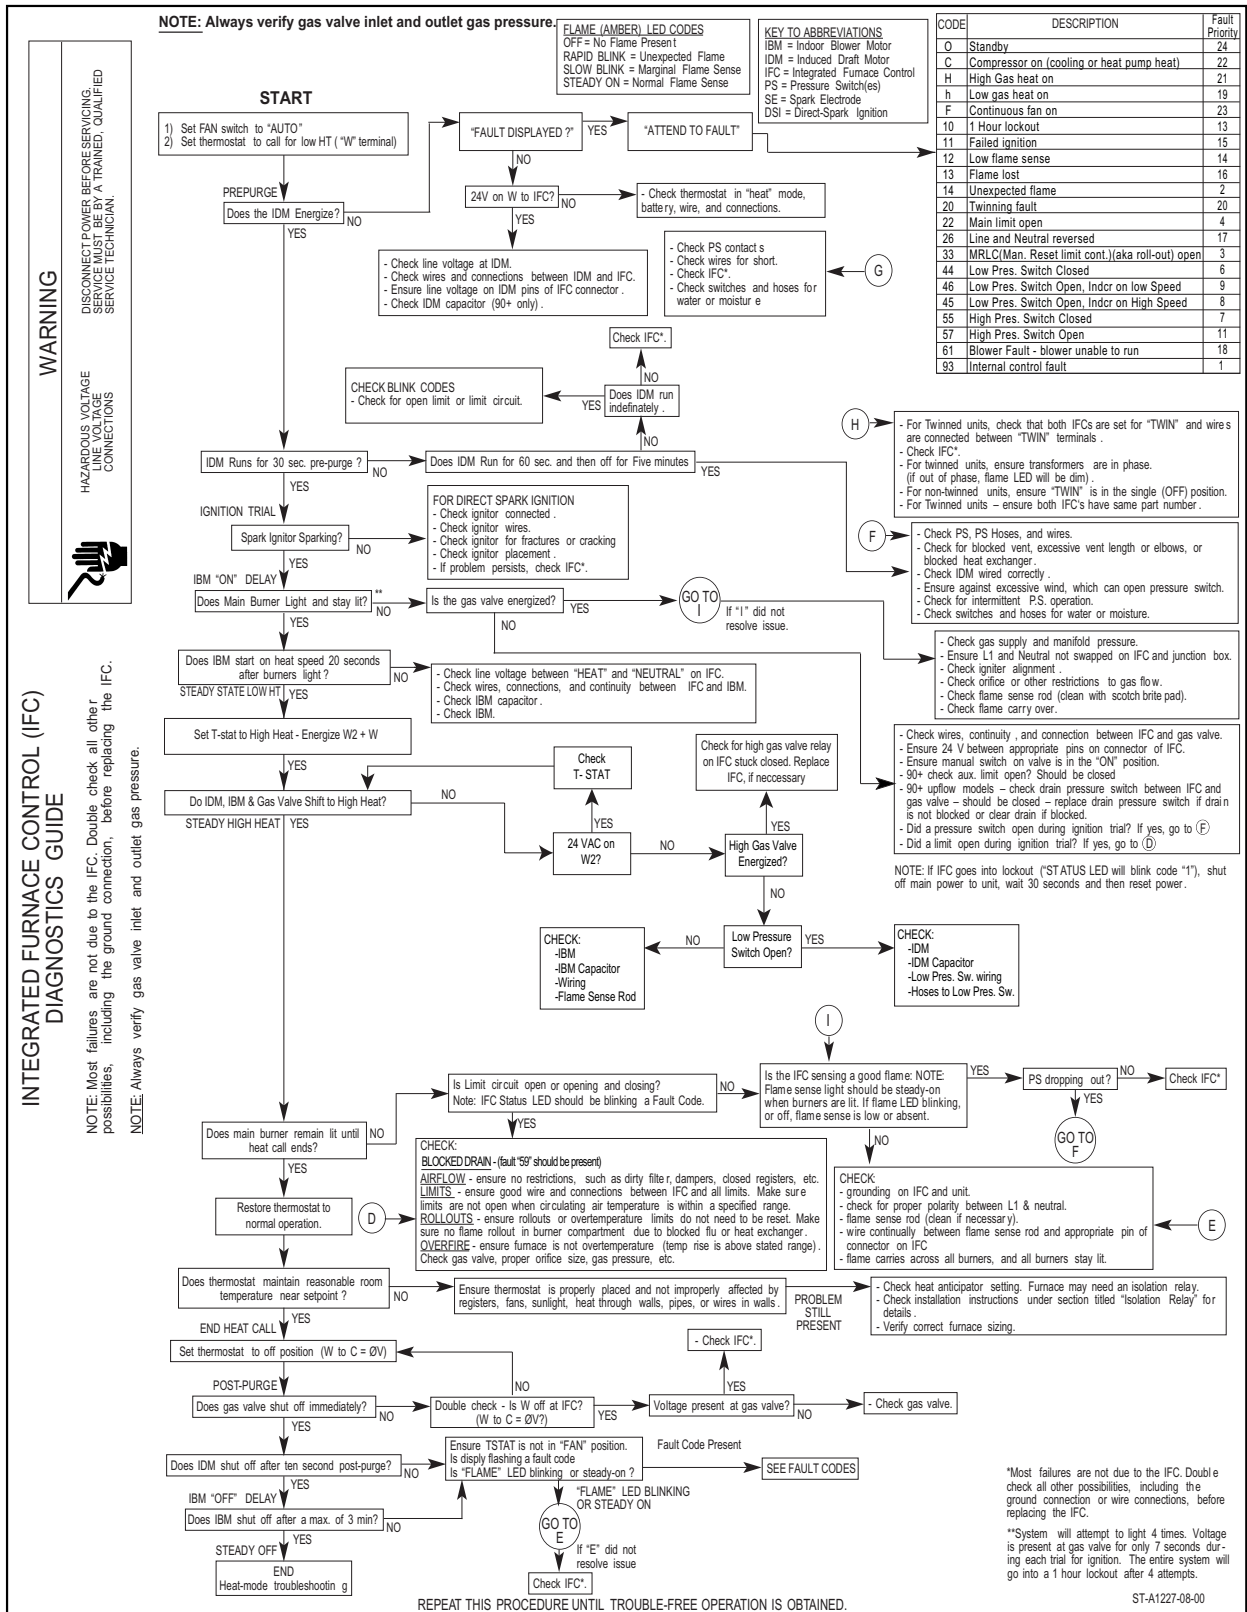 NOTE: Always verify gas valve inlet and outlet gas pressure.
FLAME (AMBER) LED CODES
OFF = No Flame Present
RAPID BLINK = Unexpected Flame
SLOW BLINK = Marginal Flame Sense
STEADY ON = Normal Flame Sense
KEY TO ABBREVIATIONS
IBM = Indoor Blower Motor
IDM = Induced Draft Motor
IFC = Integrated Furnace Control
PS = Pressure Switch(es)
SE = Spark Electrode
DSI = Direct-Spark Ignition
CODE DESCRIPTION Fault Priority
O Standby 24
C Compressor on (cooling or heat pump heat) 22
H High Gas heat on 21
h Low gas heat on 19
F Continuous fan on 23
10 1 Hour lockout 13
11 Failed ignition 15
12 Low flame sense 14
13 Flame lost 16
14 Unexpected flame 2
20 Twinning fault 20
22 Main limit open 4
26 Line and Neutral reversed 17
33 MRLC(Man. Reset limit cont.)(aka roll-out) open 3
44 Low Pres. Switch Closed 6
46 Low Pres. Switch Open, Indcr on low Speed 9
45 Low Pres. Switch Open, Indcr on High Speed 8
55 High Pres. Switch Closed 7
57 High Pres. Switch Open 11
61 Blower Fault - blower unable to run 18
93 Internal control fault 1
WARNING
HAZARDOUS VOLTAGE
LINE VOLTAGE
CONNECTIONS
DISCONNECT POWER BEFORE SERVICING.
SERVICE MUST BE BY A TRAINED, QUALIFIED
SERVICE TECHNICIAN.
INTEGRATED FURNACE CONTROL (IFC)
DIAGNOSTICS GUIDE
NOTE: Most failures are not due to the IFC. Double check all other
possibilities, including the ground connection, before replacing the IFC.
NOTE: Always verify gas valve inlet and outlet gas pressure.
START
1) Set FAN switch to "AUTO"
2) Set thermostat to call for low HT ( "W" terminal)
"FAULT DISPLAYED ?"
YES
"ATTEND TO FAULT"
NO
PREPURGE
Does the IDM Energize?
NO
YES
24V on W to IFC?
NO
- Check thermostat in "heat" mode,
battery, wire, and connections.
YES
- Check line voltage at IDM.
- Check wires and connections between IDM and IFC.
- Ensure line voltage on IDM pins of IFC connector .
- Check IDM capacitor (90+ only) .
- Check PS contact s
- Check wires for short.
- Check IFC*.
- Check switches and hoses for
water or moistur e
G
Check IFC*.
NO
CHECK BLINK CODES
- Check for open limit or limit circuit.
YES
Does IDM run
indefinately .
NO
IDM Runs for 30 sec. pre-purge ?
NO
Does IDM Run for 60 sec. and then off for Five minutes
YES
YES
H
- For Twinned units, check that both IFCs are set for "TWIN" and wires
are connected between "TWIN" terminals .
- Check IFC*.
- For twinned units, ensure transformers are in phase.
(if out of phase, flame LED will be dim) .
- For non-twinned units, ensure "TWIN" is in the single (OFF) position.
- For Twinned units – ensure both IFC's have same part number .
IGNITION TRIAL
Spark Ignitor Sparking?
NO
FOR DIRECT SPARK IGNITION
- Check ignitor connected .
- Check ignitor wires.
- Check ignitor for fractures or cracking
- Check ignitor placement .
- If problem persists, check IFC*.
YES
F
- Check PS, PS Hoses, and wires.
- Check for blocked vent, excessive vent length or elbows, or
blocked heat exchanger .
- Check IDM wired correctly .
- Ensure against excessive wind, which can open pressure switch.
- Check for intermittent P.S. operation.
- Check switches and hoses for water or moisture.
IBM "ON" DELAY
Does Main Burner Light and stay lit?
**
NO
Is the gas valve energized?
YES
GO TO
I
If "I" did not
resolve issue.
NO
YES
- Check gas supply and manifold pressure.
- Ensure L1 and Neutral not swapped on IFC and junction box.
- Check igniter alignment .
- Check orifice or other restrictions to gas flow.
- Check flame sense rod (clean with scotch brite pad).
- Check flame carry over.
Does IBM start on heat speed 20 seconds
after burners light ?
NO
- Check line voltage between "HEAT" and "NEUTRAL" on IFC.
- Check wires, connections, and continuity between IFC and IBM.
- Check IBM capacitor .
- Check IBM.
STEADY STATE LOW HT
YES
Set T-stat to High Heat - Energize W2 + W
YES
- Check wires, continuity , and connection between IFC and gas valve.
- Ensure 24 V between appropriate pins on connector of IFC.
- Ensure manual switch on valve is in the "ON" position.
- 90+ check aux. limit open? Should be closed
- 90+ upflow models – check drain pressure switch between IFC and
gas valve – should be closed – replace drain pressure switch if drain
is not blocked or clear drain if blocked.
- Did a pressure switch open during ignition trial? If yes, go to F
- Did a limit open during ignition trial? If yes, go to D
NOTE: If IFC goes into lockout ("STATUS LED will blink code "1"), shut
off main power to unit, wait 30 seconds and then reset power .
Check
T- STAT
Check for high gas valve relay
on IFC stuck closed. Replace
IFC, if neccessary
Do IDM, IBM & Gas Valve Shift to High Heat?
NO
STEADY HIGH HEAT
YES
YES
24 VAC on
W2?
NO
YES
High Gas Valve
Energized?
NO
Low Pressure
Switch Open?
NO
YES
CHECK:
-IBM
-IBM Capacitor
-Wiring
-Flame Sense Rod
CHECK:
-IDM
-IDM Capacitor
-Low Pres. Sw. wiring
-Hoses to Low Pres. Sw.
I
Is Limit circuit open or opening and closing?
Note: IFC Status LED should be blinking a Fault Code.
NO
YES
Is the IFC sensing a good flame: NOTE:
Flame sense light should be steady-on
when burners are lit. If flame LED blinking,
or off, flame sense is low or absent.
YES
PS dropping out?
NO
Check IFC*
YES
GO TO
F
NO
Does main burner remain lit until
heat call ends?
NO
YES
CHECK:
BLOCKED DRAIN - (fault "59" should be present)
AIRFLOW - ensure no restrictions, such as dirty filter, dampers, closed registers, etc.
LIMITS - ensure good wire and connections between IFC and all limits. Make sure
limits are not open when circulating air temperature is within a specified range.
ROLLOUTS - ensure rollouts or overtemperature limits do not need to be reset. Make
sure no flame rollout in burner compartment due to blocked flu or heat exchanger .
OVERFIRE - ensure furnace is not overtemperature (temp rise is above stated range) .
Check gas valve, proper orifice size, gas pressure, etc.
D
CHECK:
- grounding on IFC and unit.
- check for proper polarity between L1 & neutral.
- flame sense rod (clean if necessary).
- wire continually between flame sense rod and appropriate pin of
connector on IFC
- flame carries across all burners, and all burners stay lit.
E
Restore thermostat to
normal operation.
Does thermostat maintain reasonable room
temperature near setpoint ?
NO
Ensure thermostat is properly placed and not improperly affected by
registers, fans, sunlight, heat through walls, pipes, or wires in walls .
PROBLEM
STILL
PRESENT
- Check heat anticipator setting. Furnace may need an isolation relay.
- Check installation instructions under section titled "Isolation Relay" for
details .
- Verify correct furnace sizing.
YES
END HEAT CALL
Set thermostat to off position (W to C = ØV)
NO
- Check IFC*.
POST-PURGE
YES
Does gas valve shut off immediately?
NO
Double check - Is W off at IFC?
(W to C = ØV?)
YES
Voltage present at gas valve?
NO
- Check gas valve.
YES
Does IDM shut off after ten second post-purge?
NO
Ensure TSTAT is not in "FAN" position.
Is disply flashing a fault code
Is "FLAME" LED blinking or steady-on ?
Fault Code Present
SEE FAULT CODES
YES
IBM "OFF" DELAY
Does IBM shut off after a max. of 3 min?
NO
"FLAME" LED BLINKING
OR STEADY ON
GO TO
E
If "E" did not
resolve issue
Check IFC*.
YES
STEADY OFF
END
Heat-mode troubleshootin g
*Most failures are not due to the IFC. Double
check all other possibilities, including the
ground connection or wire connections, before
replacing the IFC.
**System will attempt to light 4 times. Voltage
is present at gas valve for only 7 seconds dur-
ing each trial for ignition. The entire system will
go into a 1 hour lockout after 4 attempts.
ST-A1227-08-00
REPEAT THIS PROCEDURE UNTIL TROUBLE-FREE OPERATION IS OBTAINED.